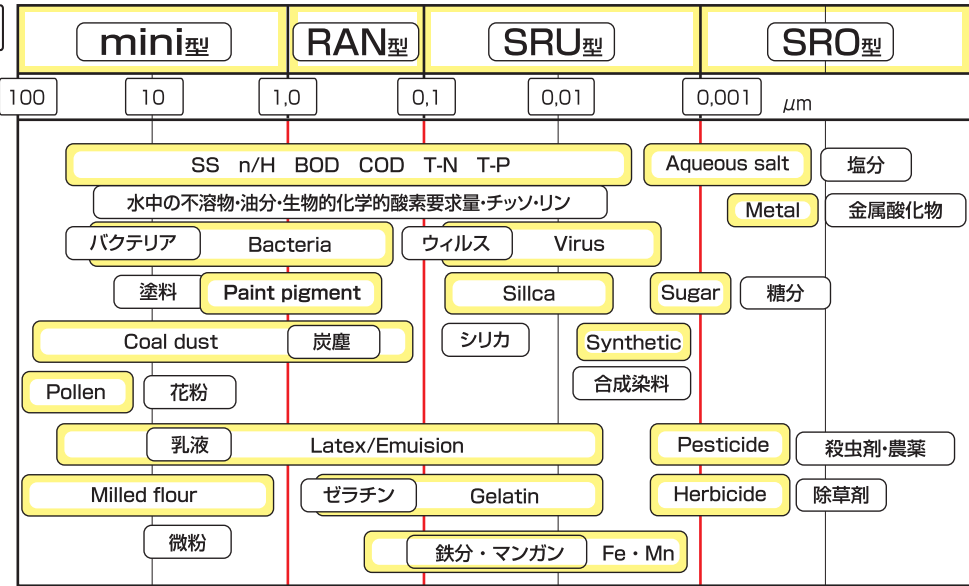 mini型 RAN型 SRU型 SRO型
100 10 1,0 0,1 0,01 0,001 μm
SS n/H BOD COD T-N T-P Aqueous salt 塩分
水中の不溶物・油分・生物的化学的酸素要求量・チッソ・リン Metal 金属酸化物
バクテリア Bacteria ウィルス Virus
塗料 Paint pigment Sillca Sugar 糖分
Coal dust 炭塵 シリカ Synthetic
Pollen 花粉 合成染料
乳液 Latex/Emuision Pesticide 殺虫剤・農薬
Milled flour ゼラチン Gelatin Herbicide 除草剤
微粉 鉄分・マンガン Fe・Mn